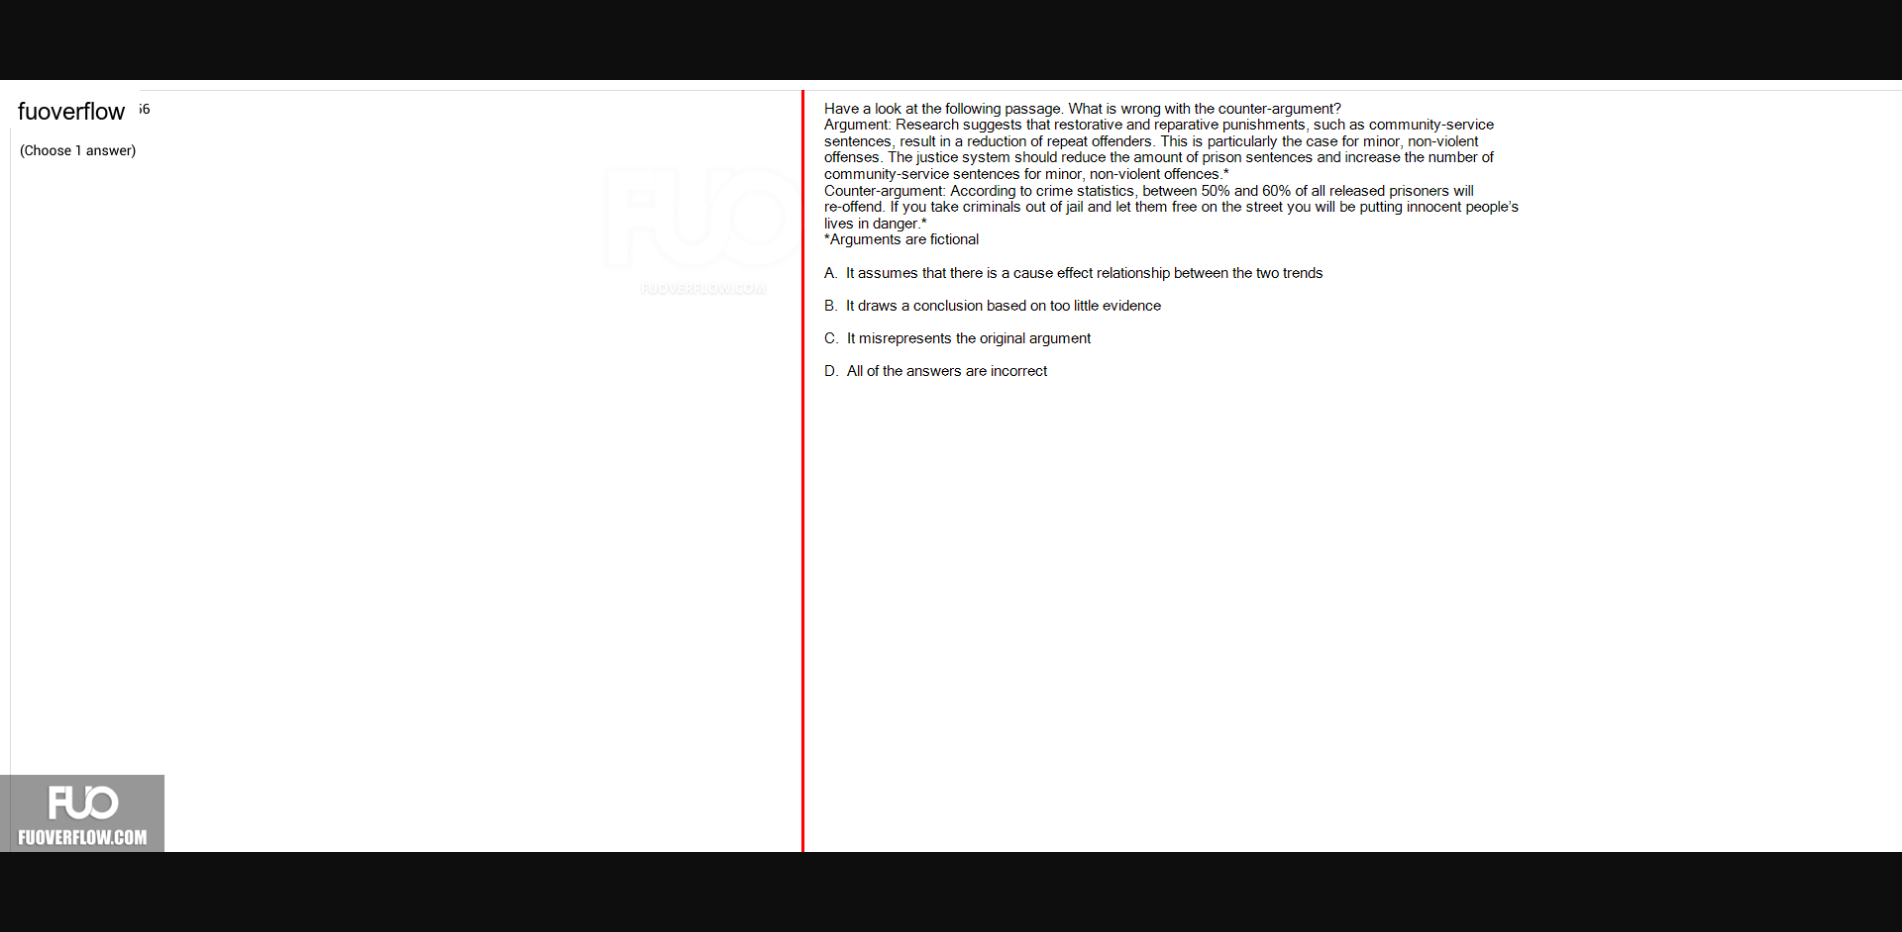 fuoverflow 56
(Choose 1 answer)
Have a look at the following passage. What is wrong with the counter-argument?
Argument: Research suggests that restorative and reparative punishments, such as community-service
sentences, result in a reduction of repeat offenders. This is particularly the case for minor, non-violent
offenses. The justice system should reduce the amount of prison sentences and increase the number of
community-service sentences for minor, non-violent offences.*
Counter-argument: According to crime statistics, between 50% and 60% of all released prisoners will
re-offend. If you take criminals out of jail and let them free on the street you will be putting innocent people's
lives in danger.*
*Arguments are fictional
A. It assumes that there is a cause effect relationship between the two trends
B. It draws a conclusion based on too little evidence
C. It misrepresents the original argument
D. All of the answers are incorrect
FUO
FUOVERFLOW.COM
FUO
FUOVERFLOW.COM